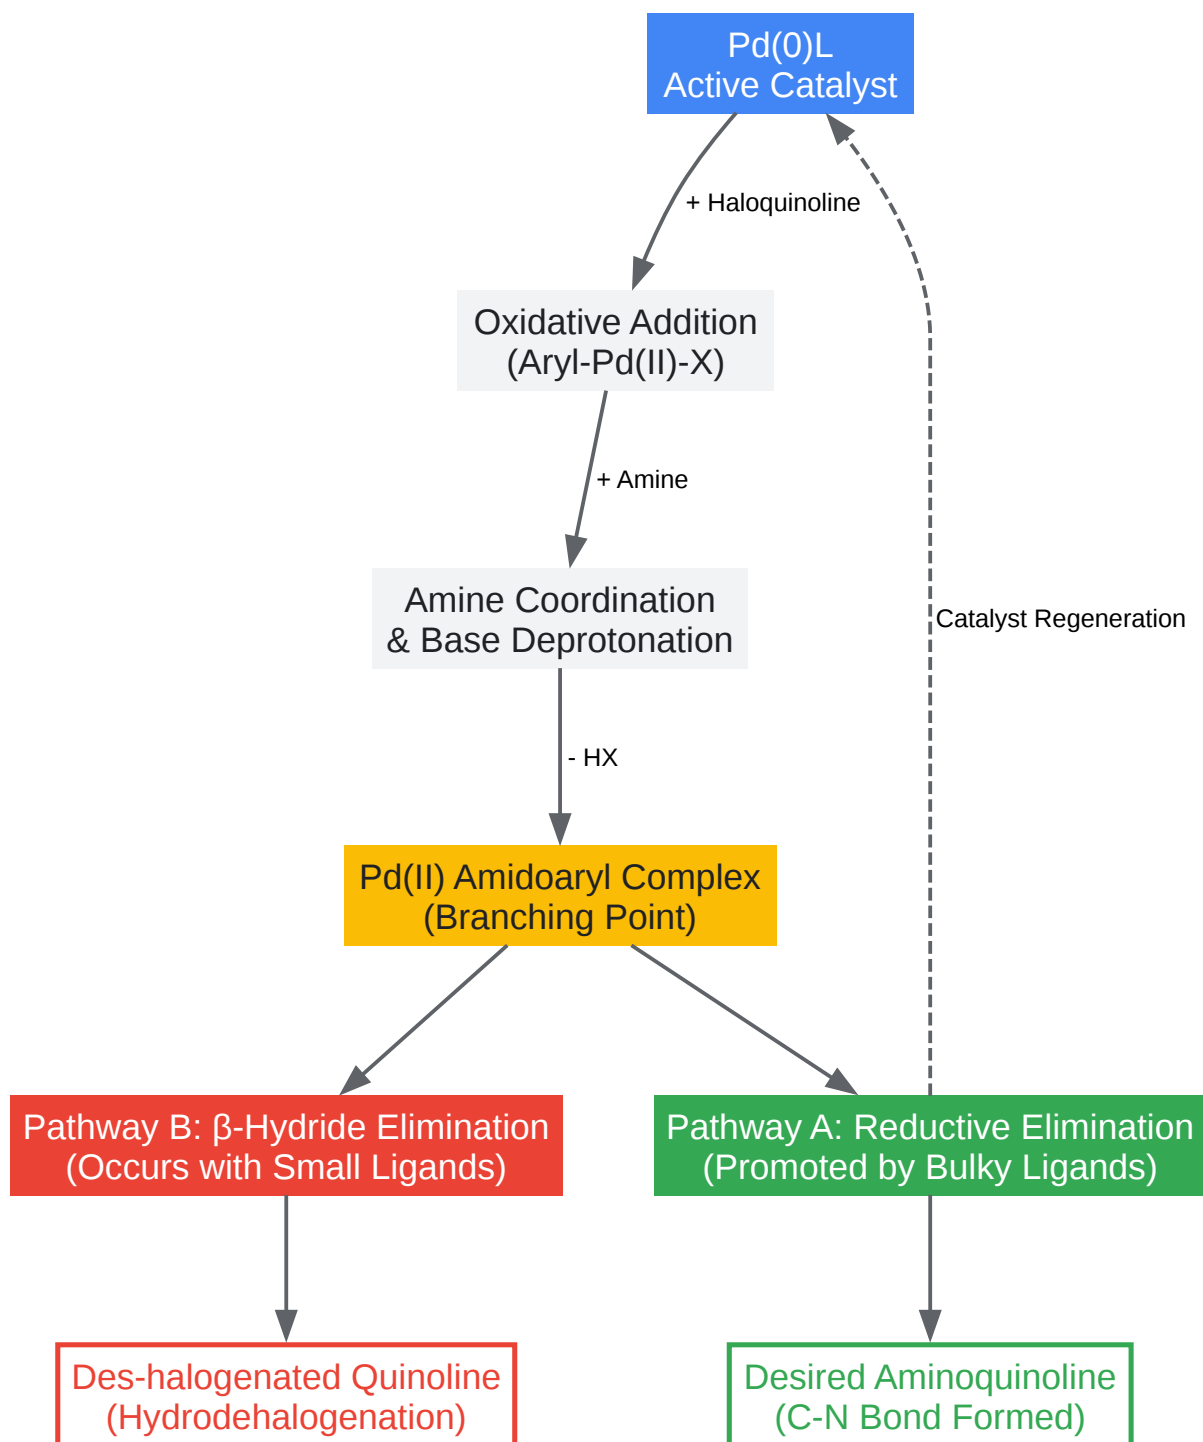 Pd(0)L
Active Catalyst
+ Haloquinoline
Oxidative Addition
(Aryl-Pd(II)-X)
+ Amine
Amine Coordination
& Base Deprotonation
Catalyst Regeneration
- HX
Pd(II) Amidoaryl Complex
(Branching Point)
Pathway B: β-Hydride Elimination
(Occurs with Small Ligands)
Pathway A: Reductive Elimination
(Promoted by Bulky Ligands)
Des-halogenated Quinoline
(Hydrodehalogenation)
Desired Aminoquinoline
(C-N Bond Formed)